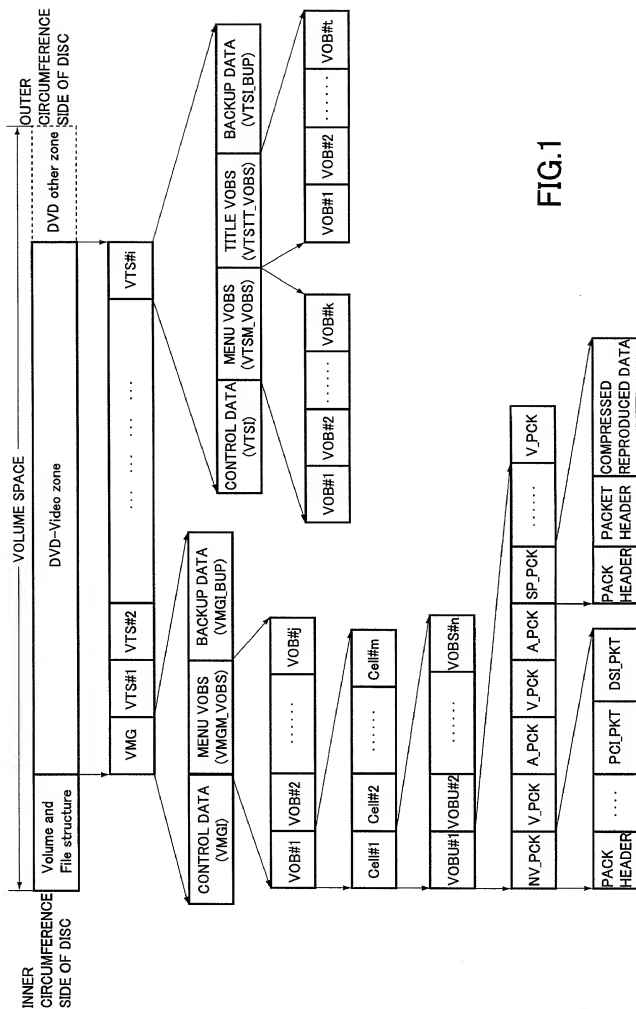 INNER
CIRCUMFERENCE
SIDE OF DISC
VOLUME SPACE
OUTER
CIRCUMFERENCE
SIDE OF DISC
Volume and
File structure
DVD-Video zone
DVD other zone
VMG
VTS#1
VTS#2
... ... ... ...
VTS#i
CONTROL DATA
(VMGI)
MENU VOBS
(VMGM_VOBS)
BACKUP DATA
(VMGI_BUP)
CONTROL DATA
(VTSI)
MENU VOBS
(VTSM_VOBS)
TITLE VOBS
(VTSTT_VOBS)
BACKUP DATA
(VTSI_BUP)
VOB#1
VOB#2
......
VOB#j
VOB#1
VOB#2
......
VOB#k
VOB#1
VOB#2
......
VOB#t
Cell#1
Cell#2
......
Cell#m
VOBU#1
VOBU#2
......
VOBS#n
NV_PCK
V_PCK
A_PCK
V_PCK
A_PCK
SP_PCK
......
V_PCK
PACK
HEADER
....
PCI_PKT
DSI_PKT
PACK
HEADER
PACKET
HEADER
COMPRESSED
REPRODUCED DATA
FIG.1